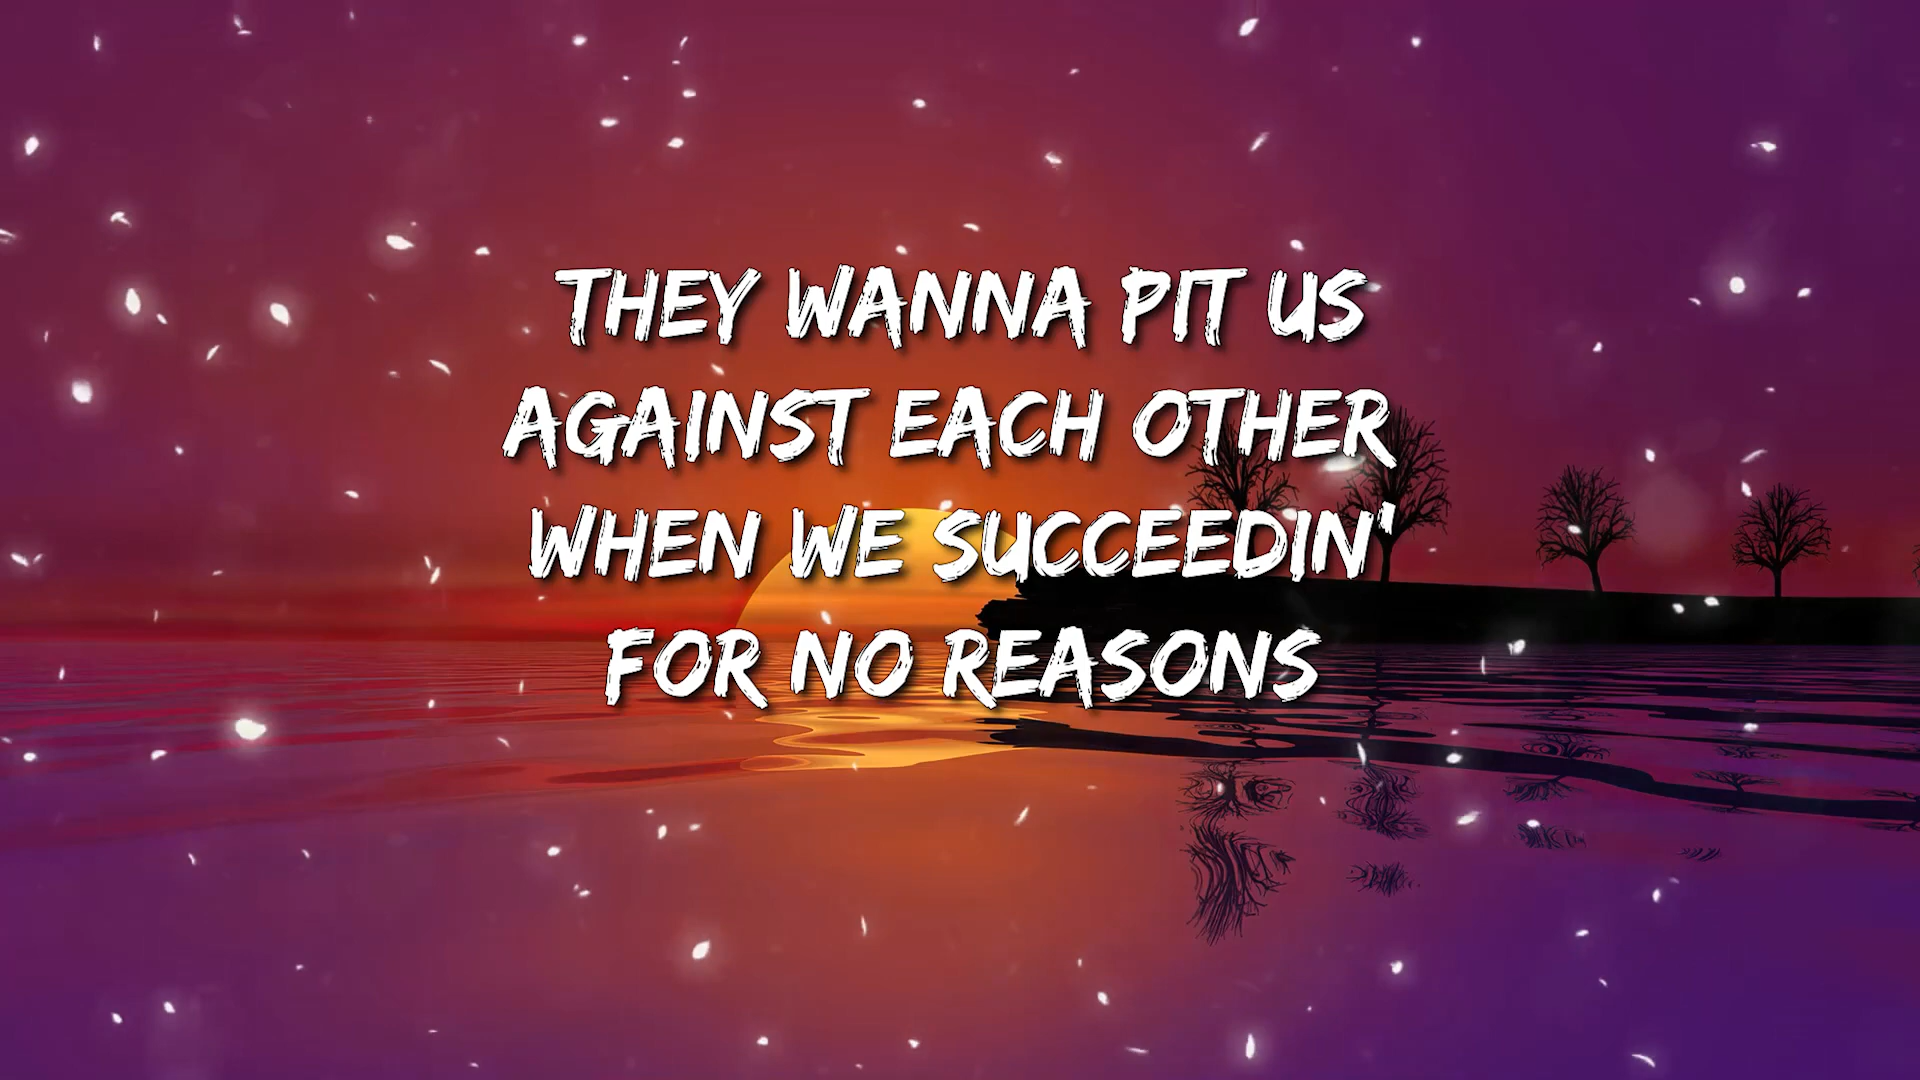 THEY WANNA PIT US
AGAINST EACH OTHER
WHEN WE SUCCEEDIN'
FOR NO REASONS